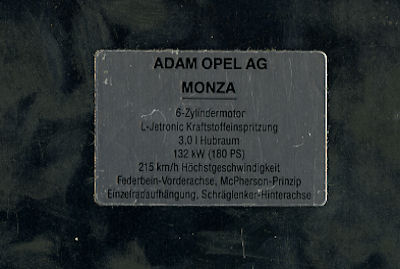 ADAM OPEL AG
MONZA
6-Zylindermotor
L-Jetronic Kraftstoffeinspritzung
3,0 l Hubraum
132 kW (180 PS)
215 km/h Höchstgeschwindigkeit
Federbein-Vorderachse, McPherson-Prinzip
Einzelradaufhängung, Schräglenker-Hinterachse